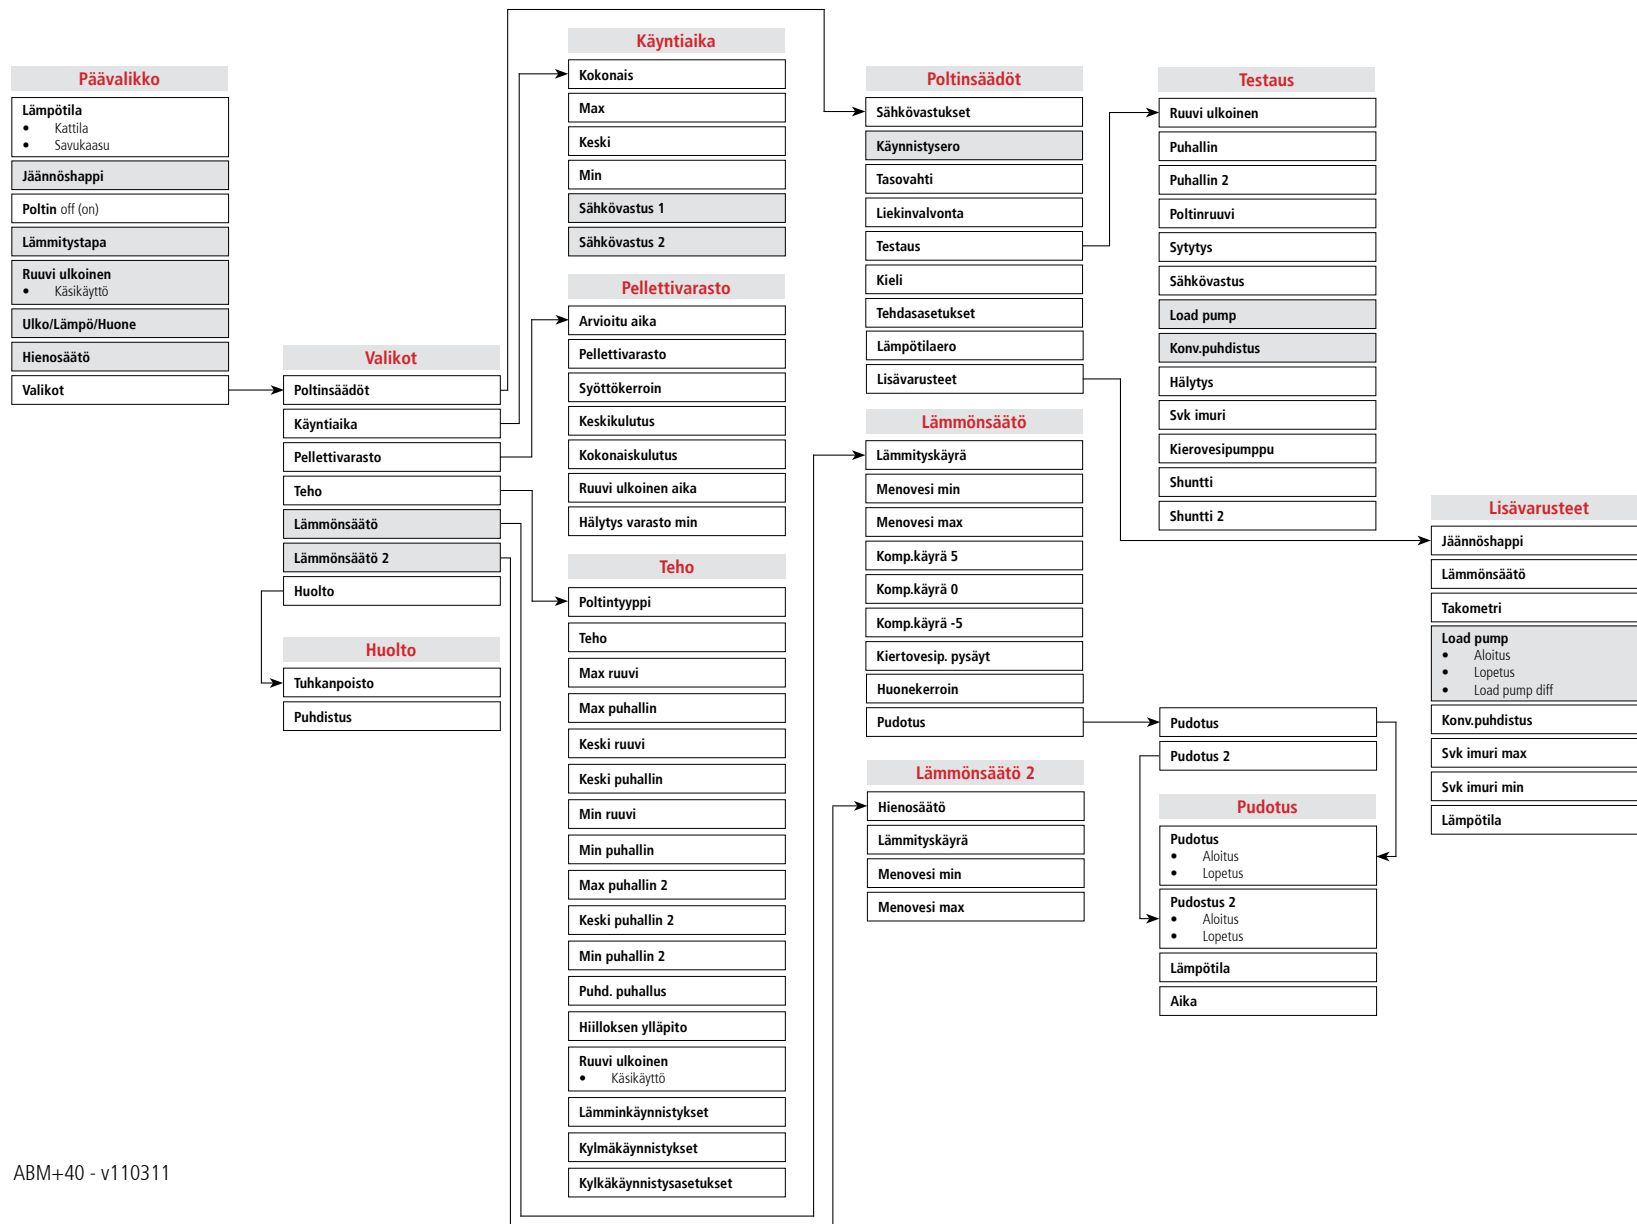 Päävalikko
Lämpötila
• Kattila
• Savukaasu
Jäännöshappi
Poltin off (on)
Lämmitystapa
Ruuvi ulkoinen
• Käsikäyttö
Ulko/Lämpö/Huone
Hienosäätö
Valikot
Valikot
Poltinsäädöt
Käyntiaika
Pellettivarasto
Teho
Lämmönsäätö
Lämmönsäätö 2
Huolto
Huolto
Tuhkanpoisto
Puhdistus
Käyntiaika
Kokonais
Max
Keski
Min
Sähkövastus 1
Sähkövastus 2
Pellettivarasto
Arvioitu aika
Pellettivarasto
Syöttökerroin
Keskikulutus
Kokonaiskulutus
Ruuvi ulkoinen aika
Hälytys varasto min
Teho
Poltintyyppi
Teho
Max ruuvi
Max puhallin
Keski ruuvi
Keski puhallin
Min ruuvi
Min puhallin
Max puhallin 2
Keski puhallin 2
Min puhallin 2
Puhd. puhallus
Hiilloksen ylläpito
Ruuvi ulkoinen
• Käsikäyttö
Lämminkäynnistykset
Kylmäkäynnistykset
Kylkäkäynnistysasetukset
Poltinsäädöt
Sähkövastukset
Käynnistysero
Tasovahti
Liekinvalvonta
Testaus
Kieli
Tehdasasetukset
Lämpötilaero
Lisävarusteet
Lämmönsäätö
Lämmityskäyrä
Menovesi min
Menovesi max
Komp.käyrä 5
Komp.käyrä 0
Komp.käyrä -5
Kiertovesip. pysäyt
Huonekerroin
Pudotus
Lämmönsäätö 2
Hienosäätö
Lämmityskäyrä
Menovesi min
Menovesi max
Testaus
Ruuvi ulkoinen
Puhallin
Puhallin 2
Poltinruuvi
Sytytys
Sähkövastus
Load pump
Konv.puhdistus
Hälytys
Svk imuri
Kierovesipumppu
Shuntti
Shuntti 2
Pudotus
Pudotus 2
Pudotus
Pudotus
• Aloitus
• Lopetus
Pudostus 2
• Aloitus
• Lopetus
Lämpötila
Aika
Lisävarusteet
Jäännöshappi
Lämmönsäätö
Takometri
Load pump
• Aloitus
• Lopetus
• Load pump diff
Konv.puhdistus
Svk imuri max
Svk imuri min
Lämpötila
ABM+40 - v110311